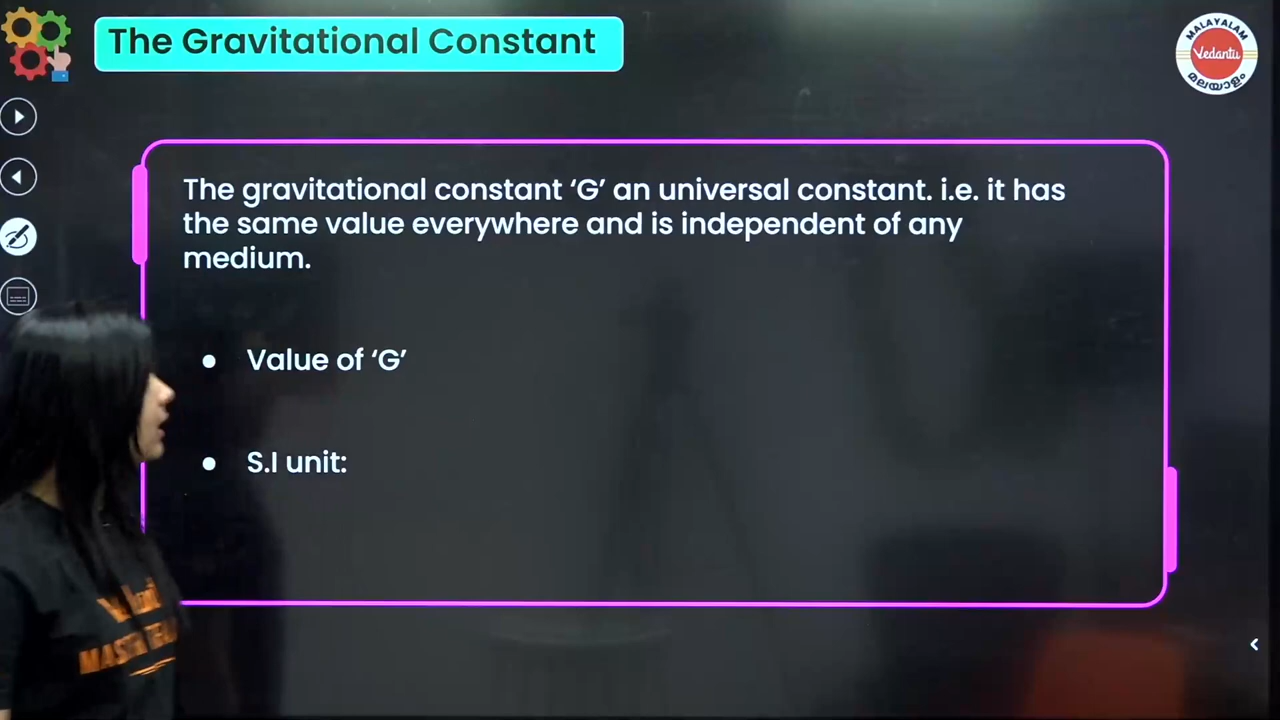 The Gravitational Constant
MALAYALAM
Vedantu
മലയാളം
The gravitational constant ‘G’ an universal constant. i.e. it has
the same value everywhere and is independent of any
medium.
• Value of ‘G’
• S.I unit: